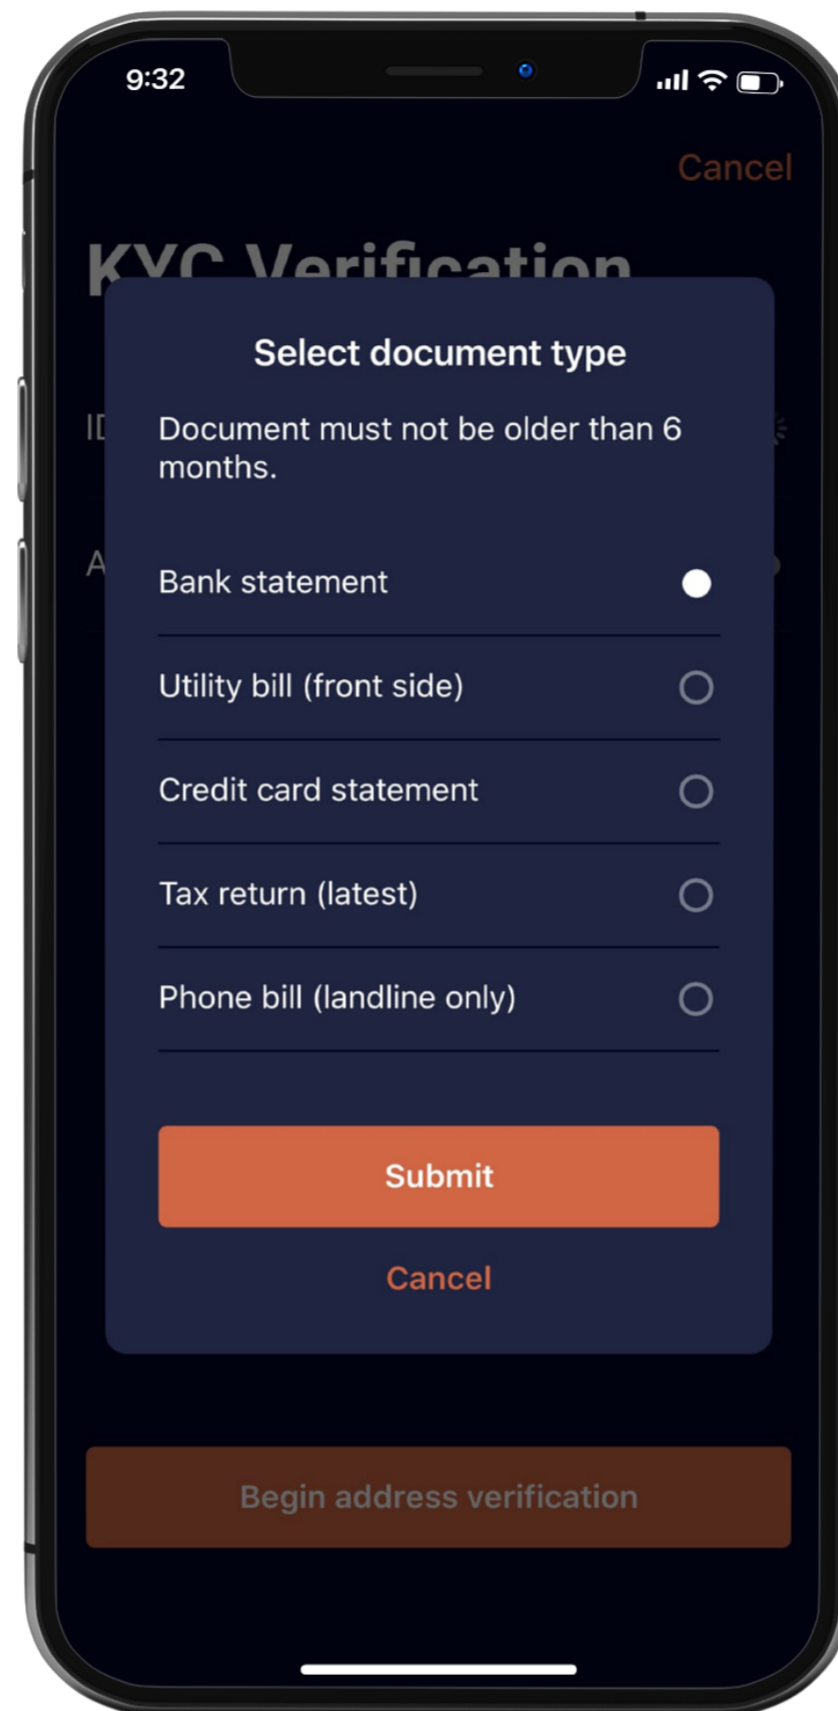 9:32
Cancel
KYC Verification
Select document type
Document must not be older than 6
months.
Bank statement
Utility bill (front side)
Credit card statement
Tax return (latest)
Phone bill (landline only)
Submit
Cancel
Begin address verification